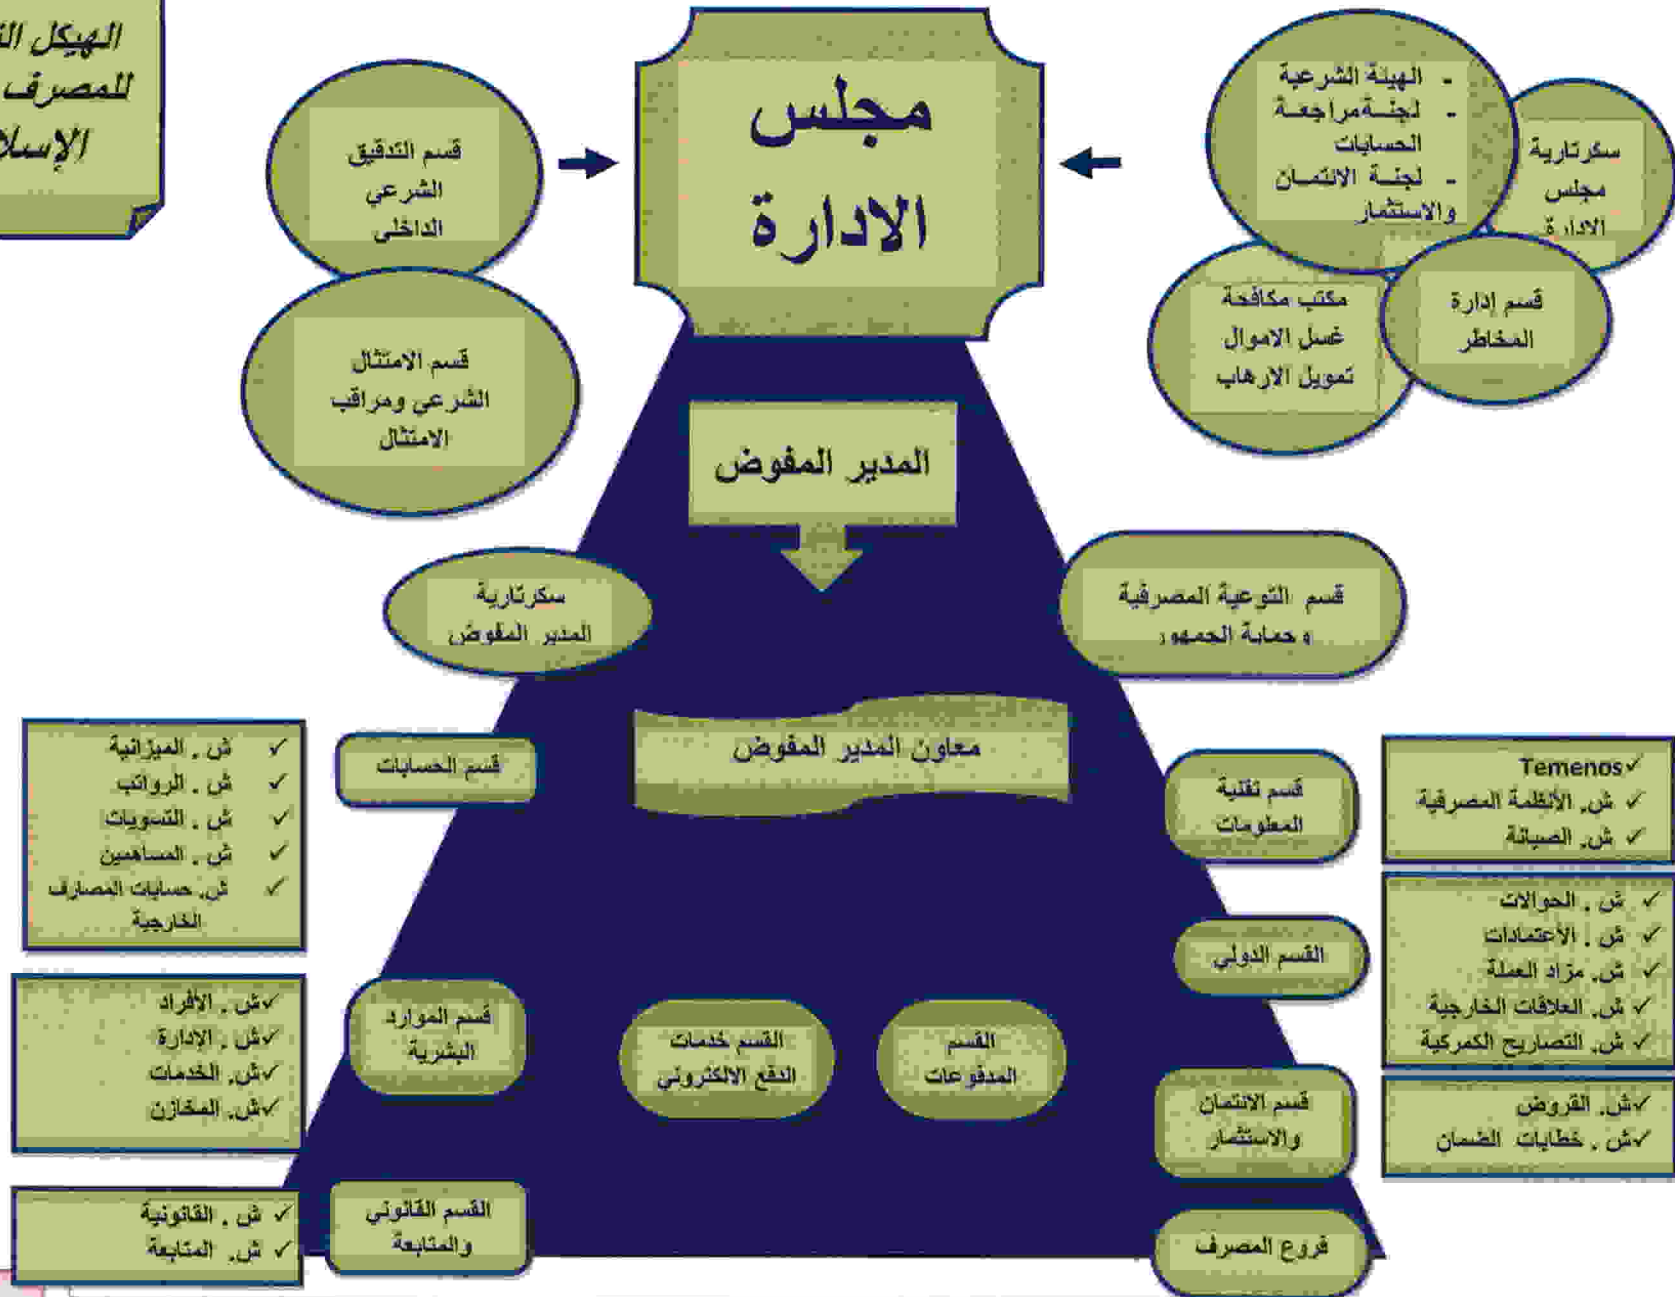 الهيكل
للمصرف
مجلس
الادارة
- الهيئة الشرعية
- لجنة مراجعة
الحسابات
- لجنة الائتمان
والاستثمار
سكرتارية
مجلس
الادارة
قسم إدارة
المخاطر
مكتب مكافحة
غسل الاموال
تمويل الارهاب
قسم التدقيق
الشرعي
الداخلي
قسم الامتثال
الشرعي ومراقب
الامتثال
المدير المفوض
قسم التوعية المصرفية
وحماية الجمهور
سكرتارية
المدير المفوض
معاون المدير المفوض
قسم تقنية
المعلومات
✓Temenos
✓ ش. الأنظمة المصرفية
✓ ش. الصيانة
القسم الدولي
✓ ش . الحوالات
✓ ش . الأعتمادات
✓ ش. مزاد العملة
✓ ش. العلاقات الخارجية
✓ ش. التصاريح الكمركية
قسم الائتمان
والاستثمار
✓ش. القروض
✓ش . خطابات الضمان
فروع المصرف
القسم
المدفوعات
القسم خدمات
الدفع الالكتروني
قسم الحسابات
✓ ش . الميزانية
✓ ش . الرواتب
✓ ش . التسويات
✓ ش . المساهمين
✓ ش. حسابات المصارف
الخارجية
قسم الموارد
البشرية
✓ش . الأفراد
✓ش . الإدارة
✓ش. الخدمات
✓ش. المخازن
القسم القانوني
والمتابعة
✓ ش . القانونية
✓ ش. المتابعة